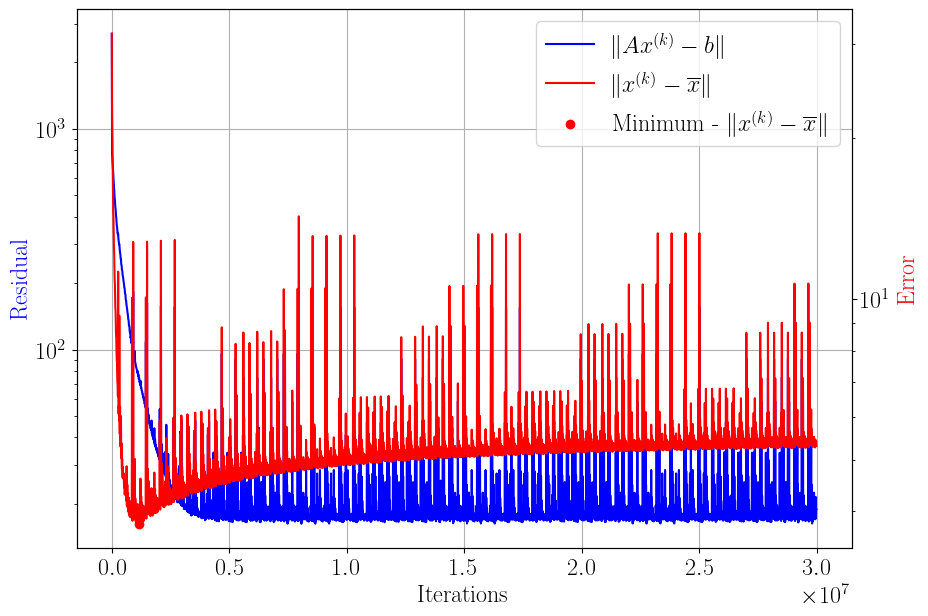 ‖Ax^(k) − b‖
‖x^(k) − x̅‖
Minimum - ‖x^(k) − x̅‖
10^3
10^2
10^1
Residual
Error
0.0 0.5 1.0 1.5 2.0 2.5 3.0
Iterations
×10^7